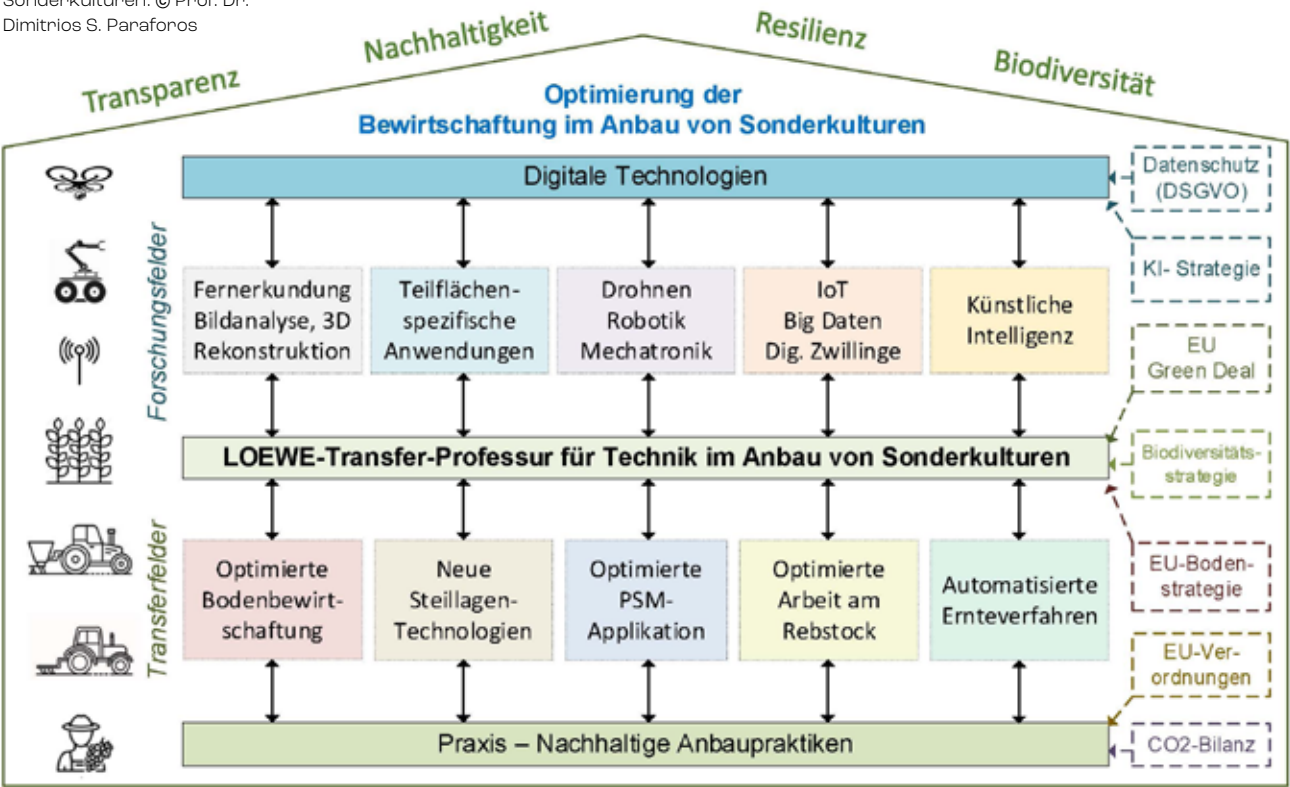 Sonderkulturen. © Prof. Dr.
Dimitrios S. Paraforos
Transparenz
Nachhaltigkeit
Resilienz
Biodiversität
Optimierung der
Bewirtschaftung im Anbau von Sonderkulturen
Digitale Technologien
Forschungsfelder
Fernerkundung
Bildanalyse, 3D
Rekonstruktion
Teilflächen-
spezifische
Anwendungen
Drohnen
Robotik
Mechatronik
IoT
Big Daten
Dig. Zwillinge
Künstliche
Intelligenz
LOEWE-Transfer-Professur für Technik im Anbau von Sonderkulturen
Transferfelder
Optimierte
Bodenbewirt-
schaftung
Neue
Steillagen-
Technologien
Optimierte
PSM-
Applikation
Optimierte
Arbeit am
Rebstock
Automatisierte
Ernteverfahren
Praxis – Nachhaltige Anbaupraktiken
Datenschutz
(DSGVO)
KI- Strategie
EU
Green Deal
Biodiversitäts-
strategie
EU-Boden-
strategie
EU-Ver-
ordnungen
CO2-Bilanz